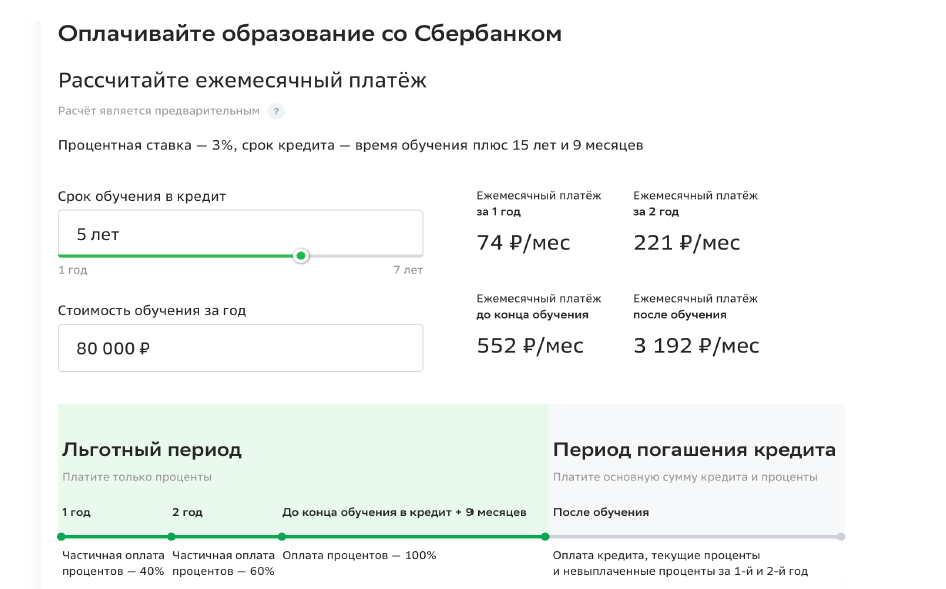 Оплачивайте образование со Сбербанком
Рассчитайте ежемесячный платёж
Расчёт является предварительным ?
Процентная ставка — 3%, срок кредита — время обучения плюс 15 лет и 9 месяцев
Срок обучения в кредит
5 лет
1 год 7 лет
Стоимость обучения за год
80 000 ₽
Ежемесячный платёж
за 1 год
74 ₽/мес
Ежемесячный платёж
за 2 год
221 ₽/мес
Ежемесячный платёж
до конца обучения
552 ₽/мес
Ежемесячный платёж
после обучения
3 192 ₽/мес
Льготный период
Платите только проценты
1 год
Частичная оплата
процентов — 40%
2 год
Частичная оплата
процентов — 60%
До конца обучения в кредит + 9 месяцев
Оплата процентов — 100%
Период погашения кредита
Платите основную сумму кредита и проценты
После обучения
Оплата кредита, текущие проценты
и невыплаченные проценты за 1-й и 2-й год